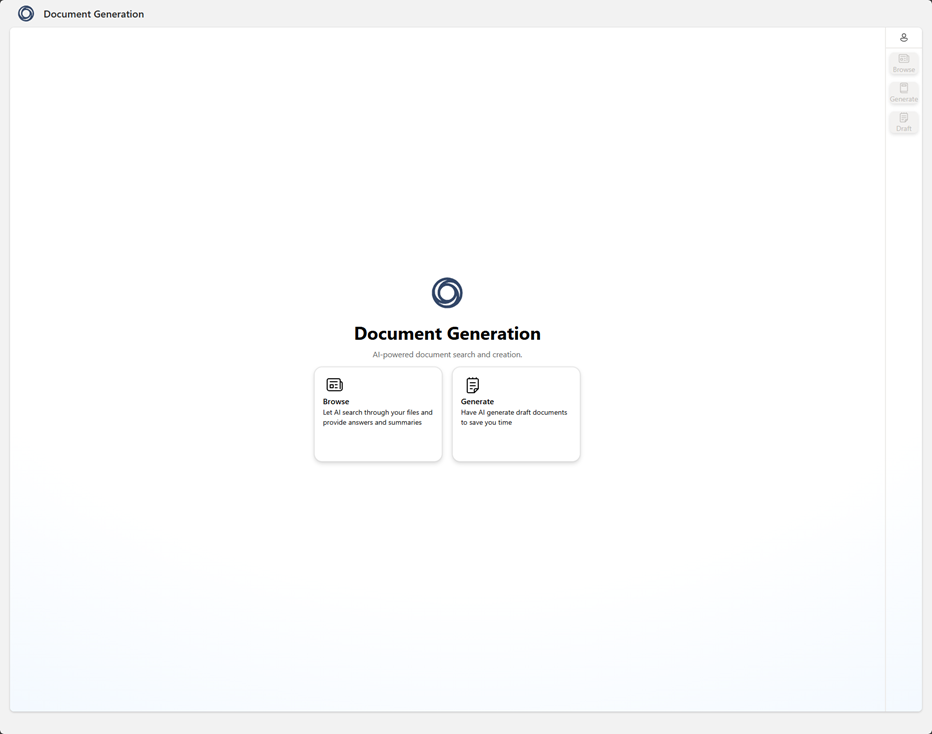 Document Generation
Browse
Generate
Draft
Document Generation
AI-powered document search and creation.
Browse
Let AI search through your files and
provide answers and summaries
Generate
Have AI generate draft documents
to save you time